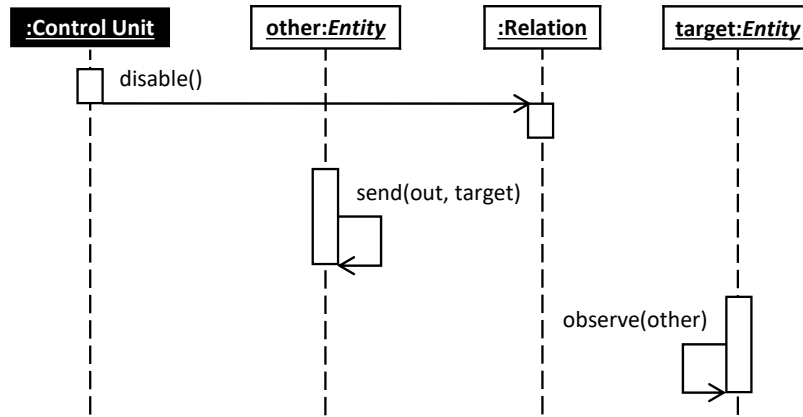 :Control Unit
other:Entity
:Relation
target:Entity
disable()
send(out, target)
observe(other)